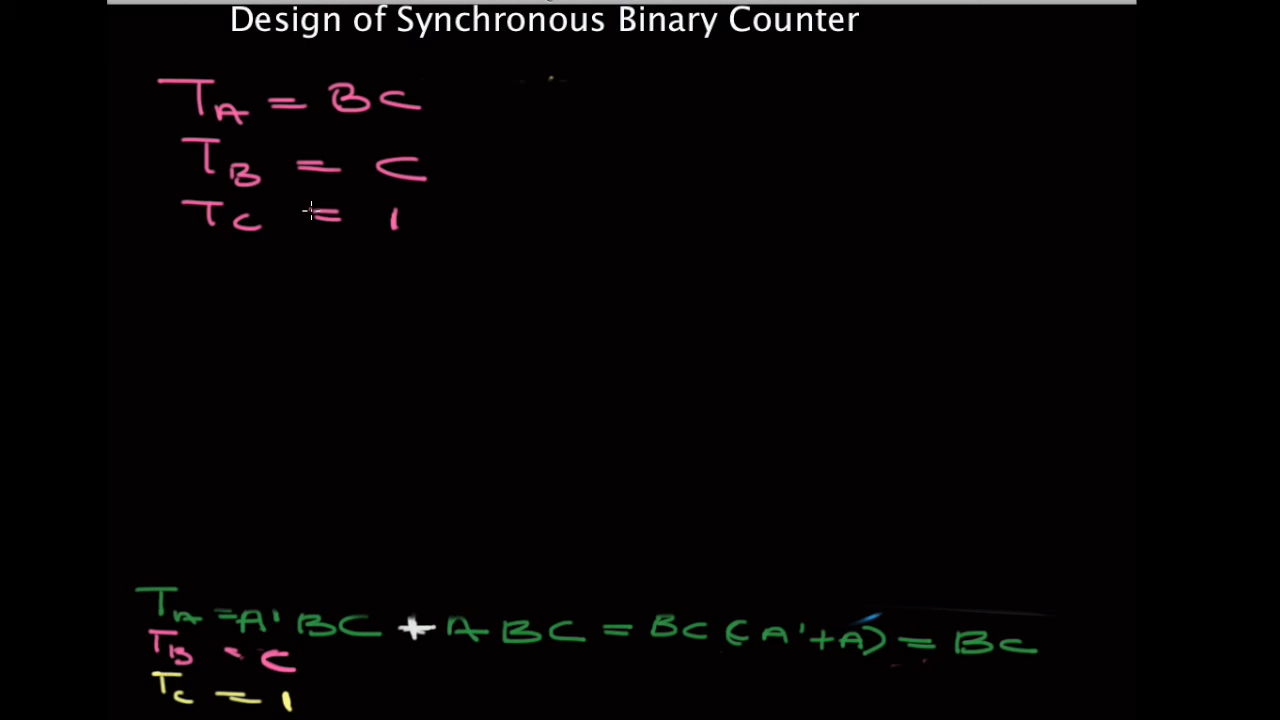 Design of Synchronous Binary Counter
TA = BC
TB = C
TC = 1
TA = A'BC + ABC = BC(A'+A) = BC
TB = C
TC = 1